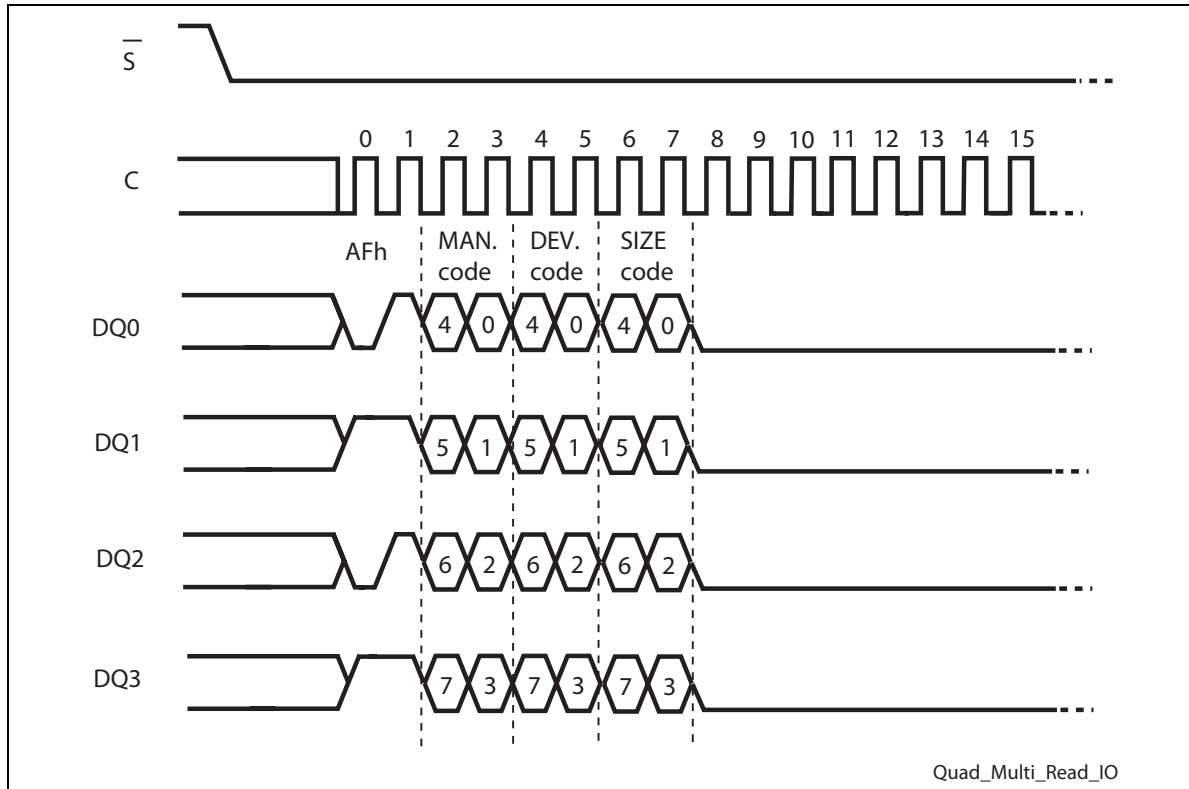 S
0 1 2 3 4 5 6 7 8 9 10 11 12 13 14 15
C
AFh MAN. code DEV. code SIZE code
DQ0 4 0 4 0 4 0
DQ1 5 1 5 1 5 1
DQ2 6 2 6 2 6 2
DQ3 7 3 7 3 7 3
Quad_Multi_Read_IO